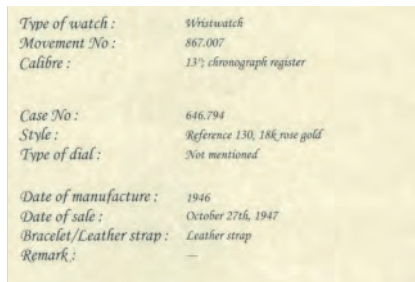 Type of watch : Wristwatch
Movement No : 867.007
Calibre : 13"; chronograph register
Case No : 646.794
Style : Reference 130; 18k rose gold
Type of dial : Not mentioned
Date of manufacture : 1946
Date of sale : October 27th, 1947
Bracelet/Leather strap : Leather strap
Remark : —